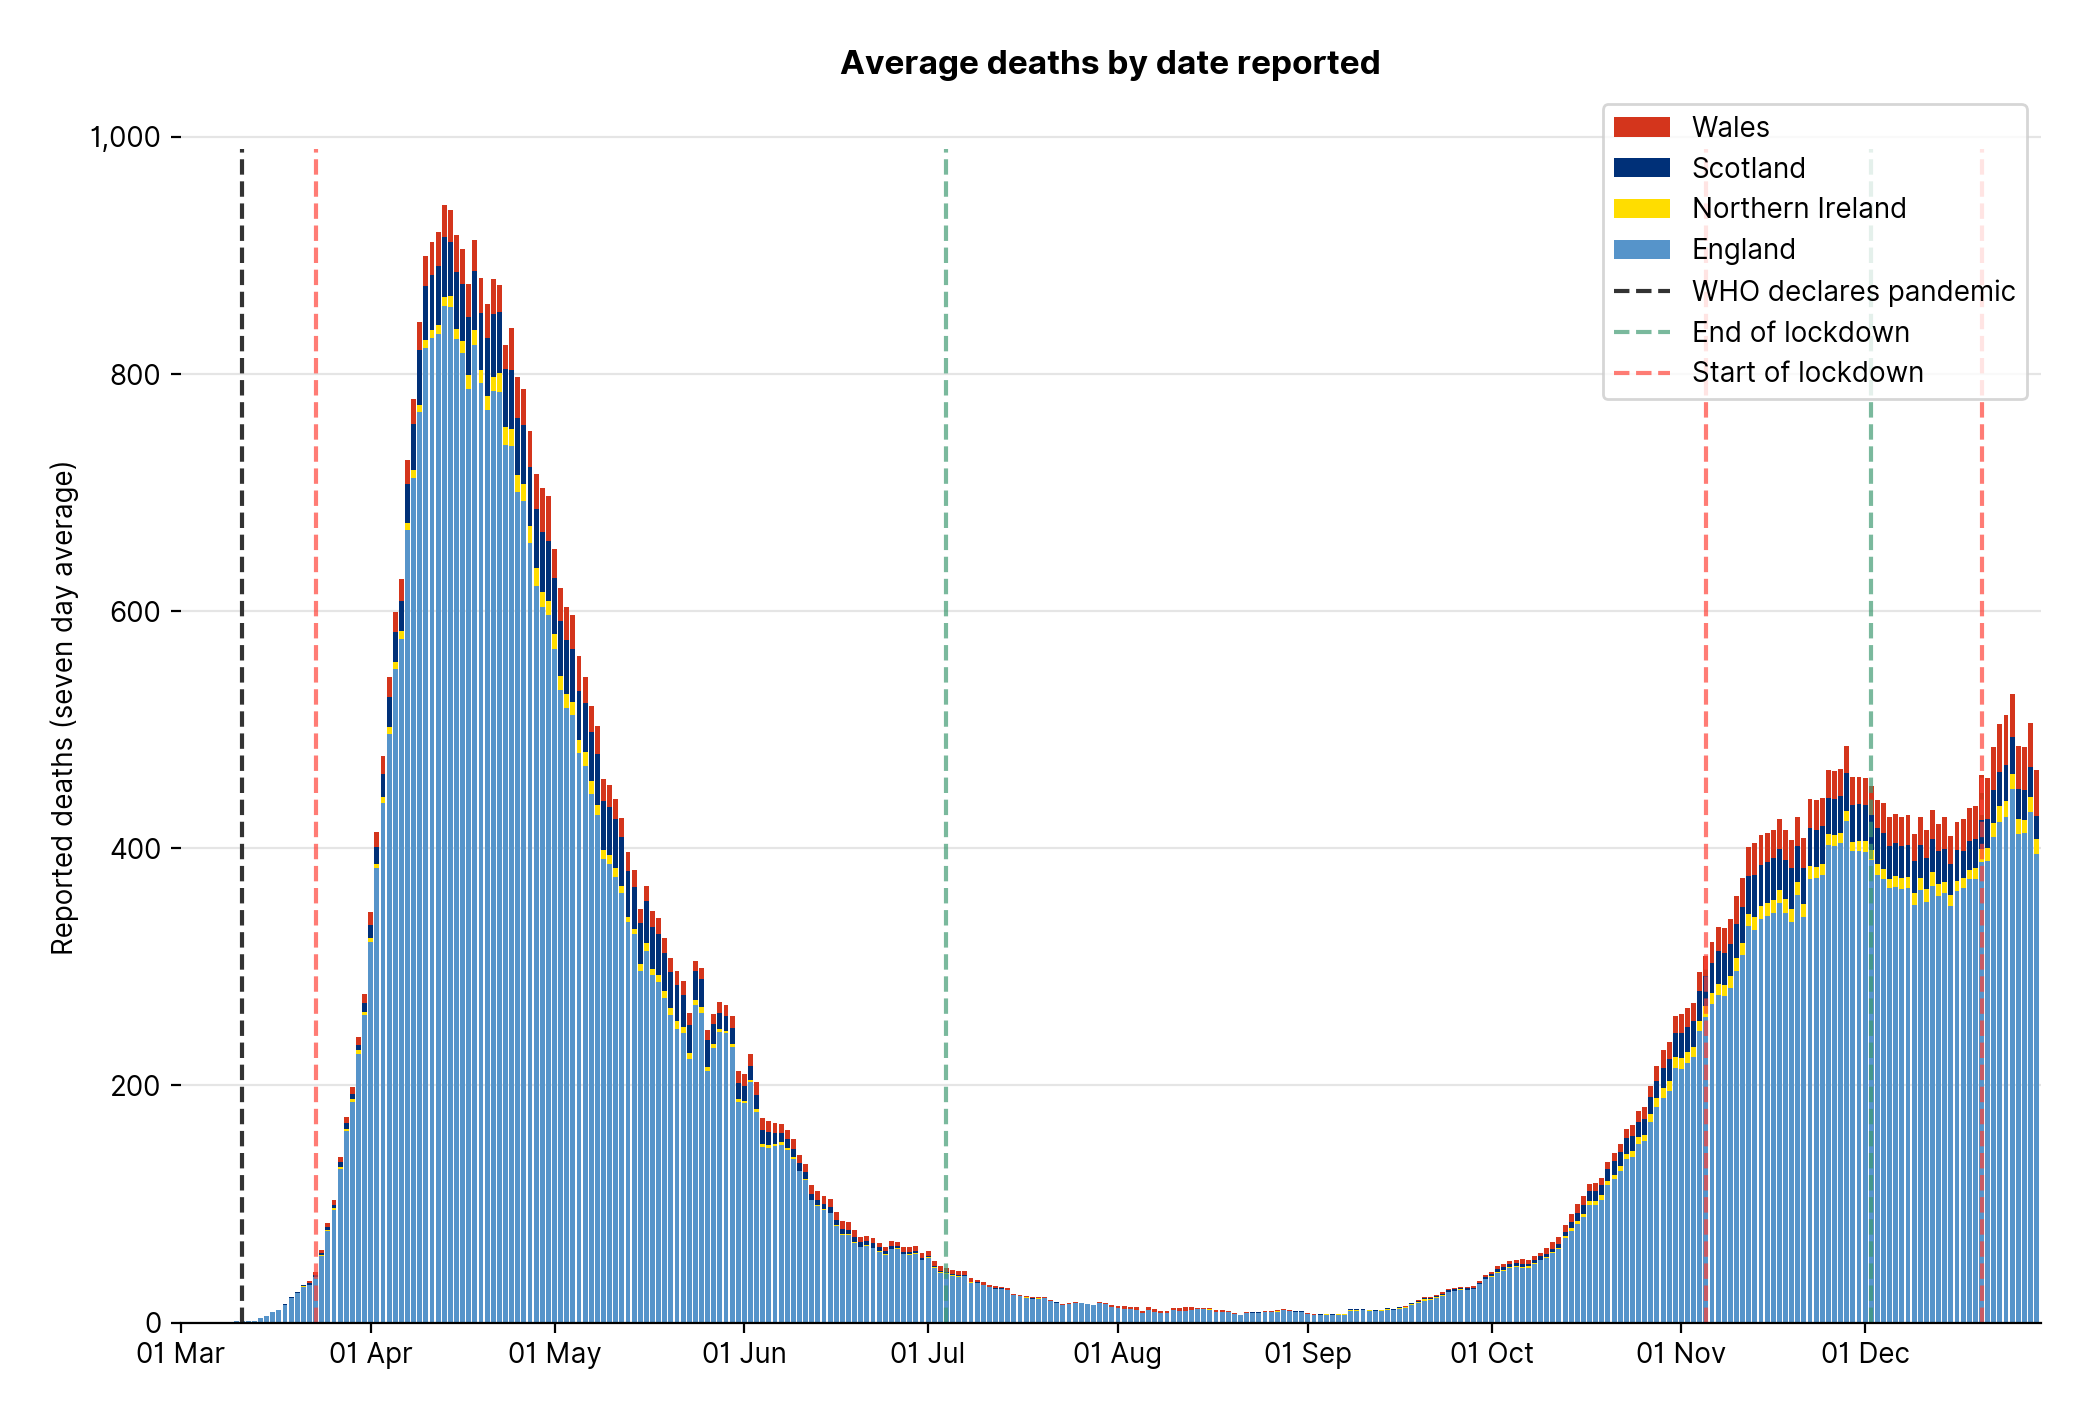 Average deaths by date reported
Wales
Scotland
Northern Ireland
England
WHO declares pandemic
End of lockdown
Start of lockdown
Reported deaths (seven day average)
1,000
800
600
400
200
0
01 Mar
01 Apr
01 May
01 Jun
01 Jul
01 Aug
01 Sep
01 Oct
01 Nov
01 Dec